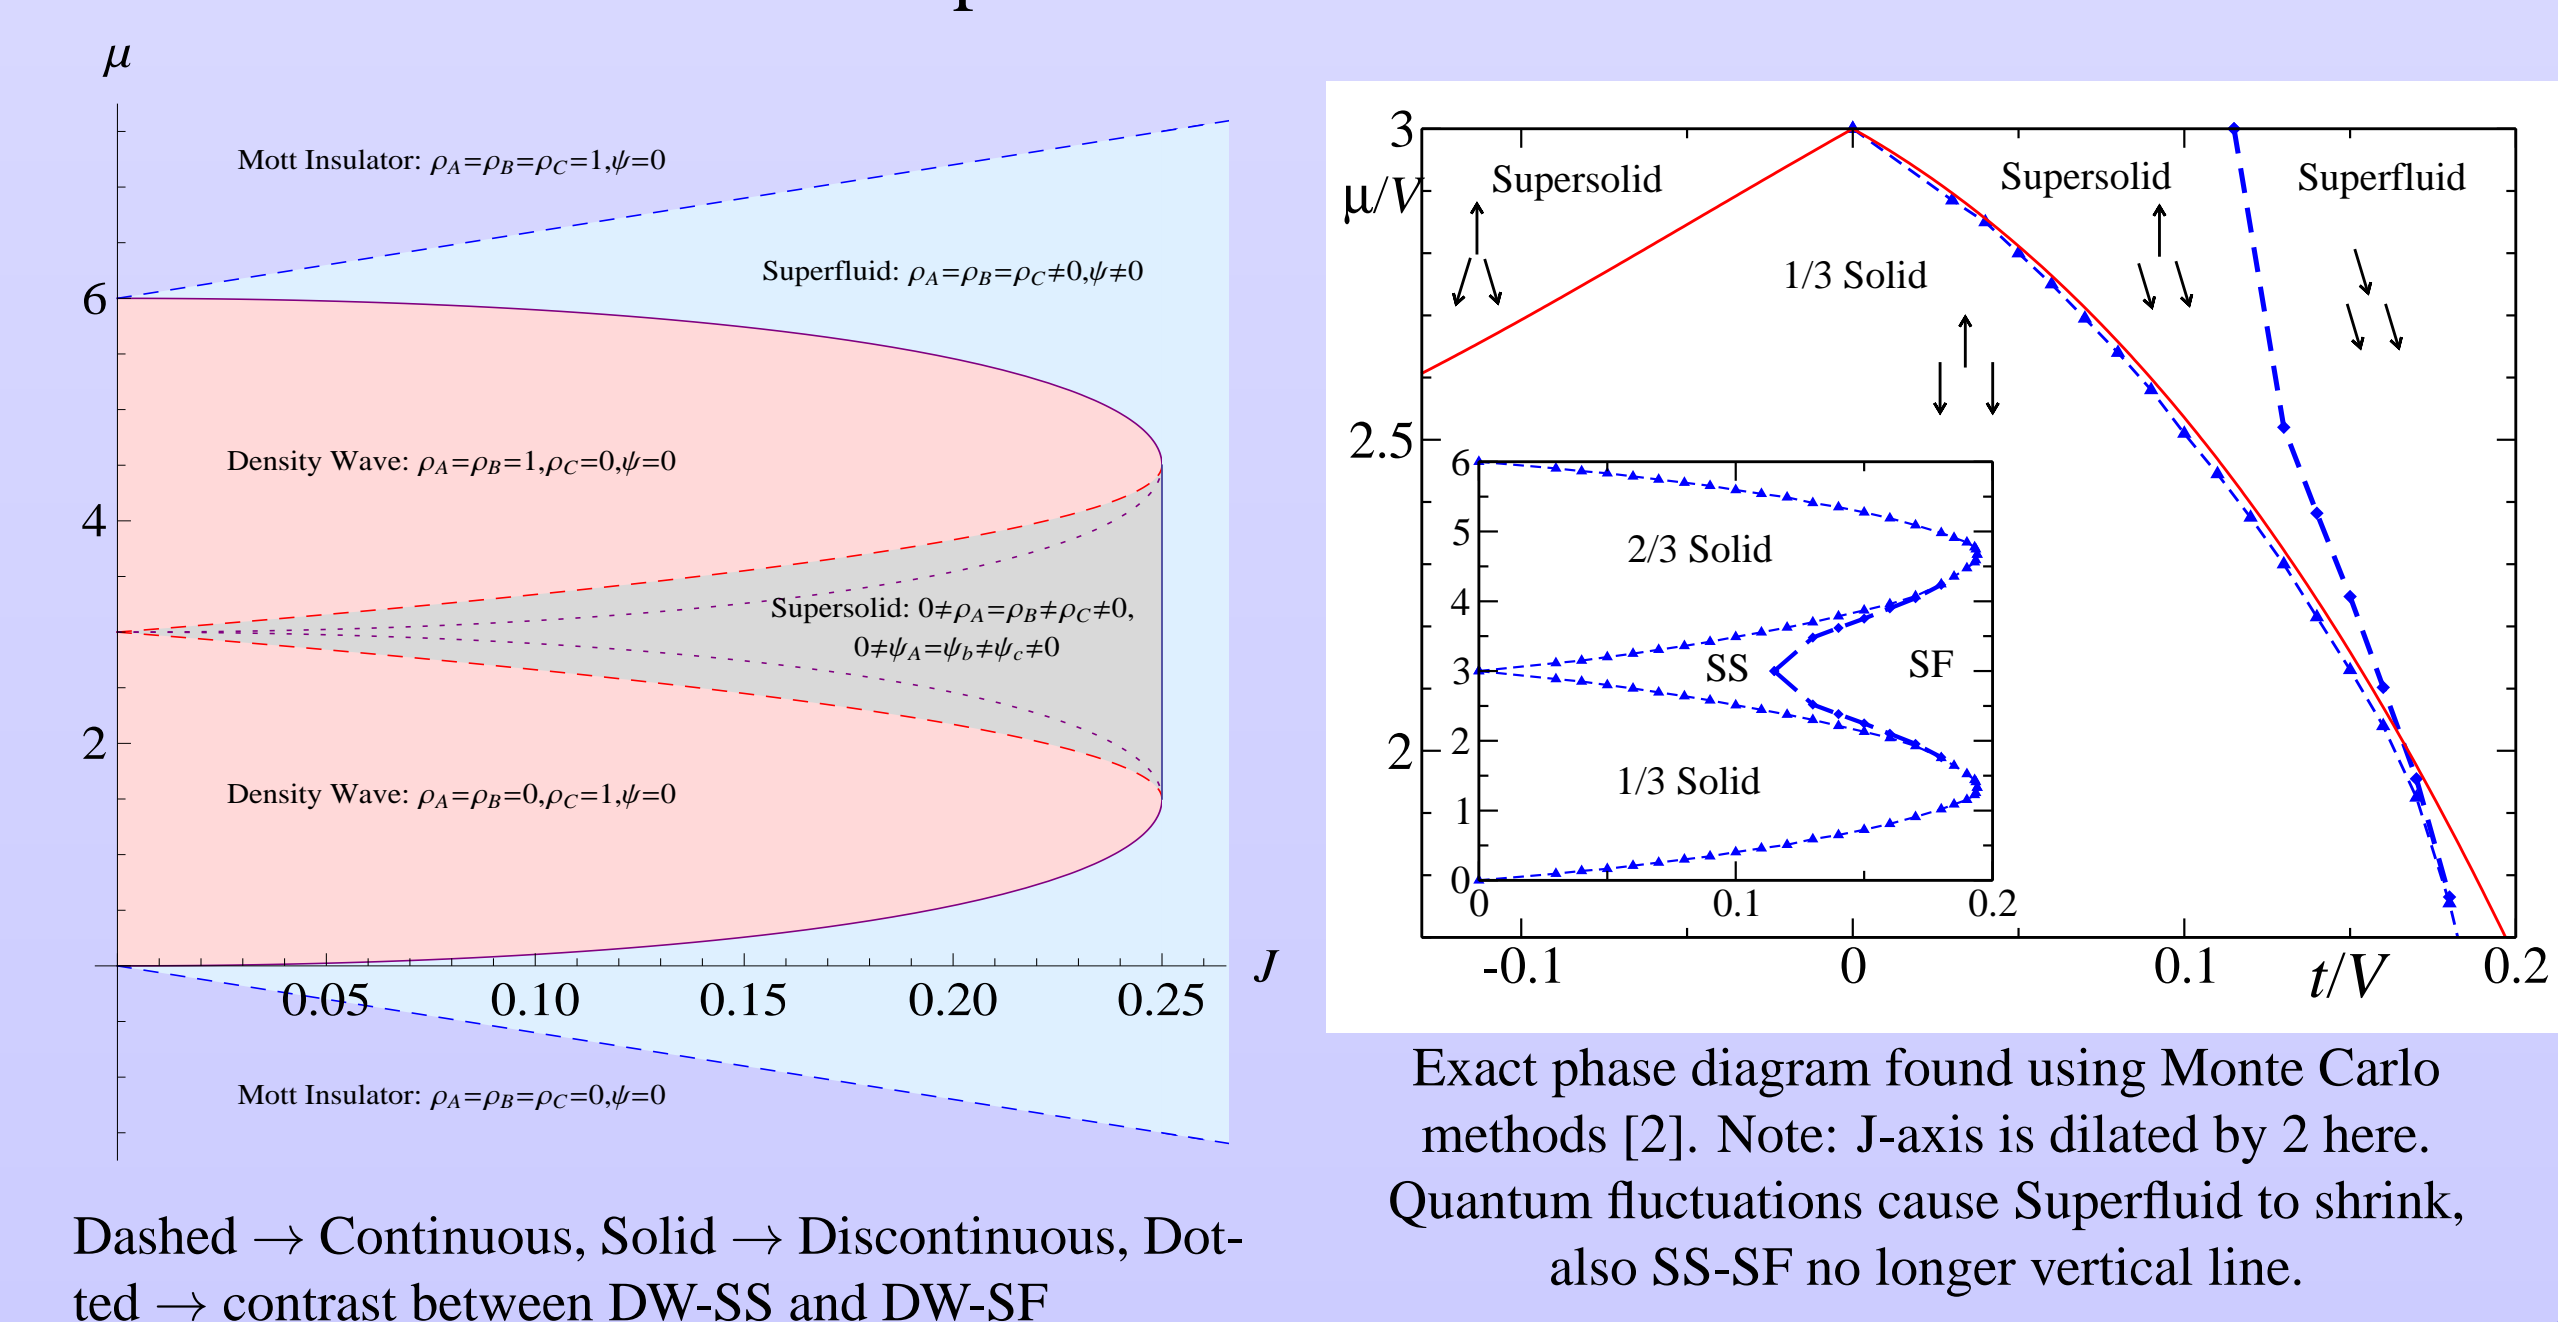 μ
Mott Insulator: ρA=ρB=ρC=1,ψ=0
Superfluid: ρA=ρB=ρC≠0,ψ≠0
6
Density Wave: ρA=ρB=1,ρC=0,ψ=0
4
Supersolid: 0≠ρA=ρB≠ρC≠0,
0≠ψA=ψb≠ψc≠0
2
Density Wave: ρA=ρB=0,ρC=1,ψ=0
J
0.05 0.10 0.15 0.20 0.25
Mott Insulator: ρA=ρB=ρC=0,ψ=0
Dashed → Continuous, Solid → Discontinuous, Dot-
ted → contrast between DW-SS and DW-SF
3
μ/V
Supersolid Supersolid Superfluid
1/3 Solid
2.5
2
6
5
2/3 Solid
4
3
SS SF
2
1/3 Solid
1
0
0 0.1 0.2
-0.1 0 0.1 t/V 0.2
Exact phase diagram found using Monte Carlo
methods [2]. Note: J-axis is dilated by 2 here.
Quantum fluctuations cause Superfluid to shrink,
also SS-SF no longer vertical line.